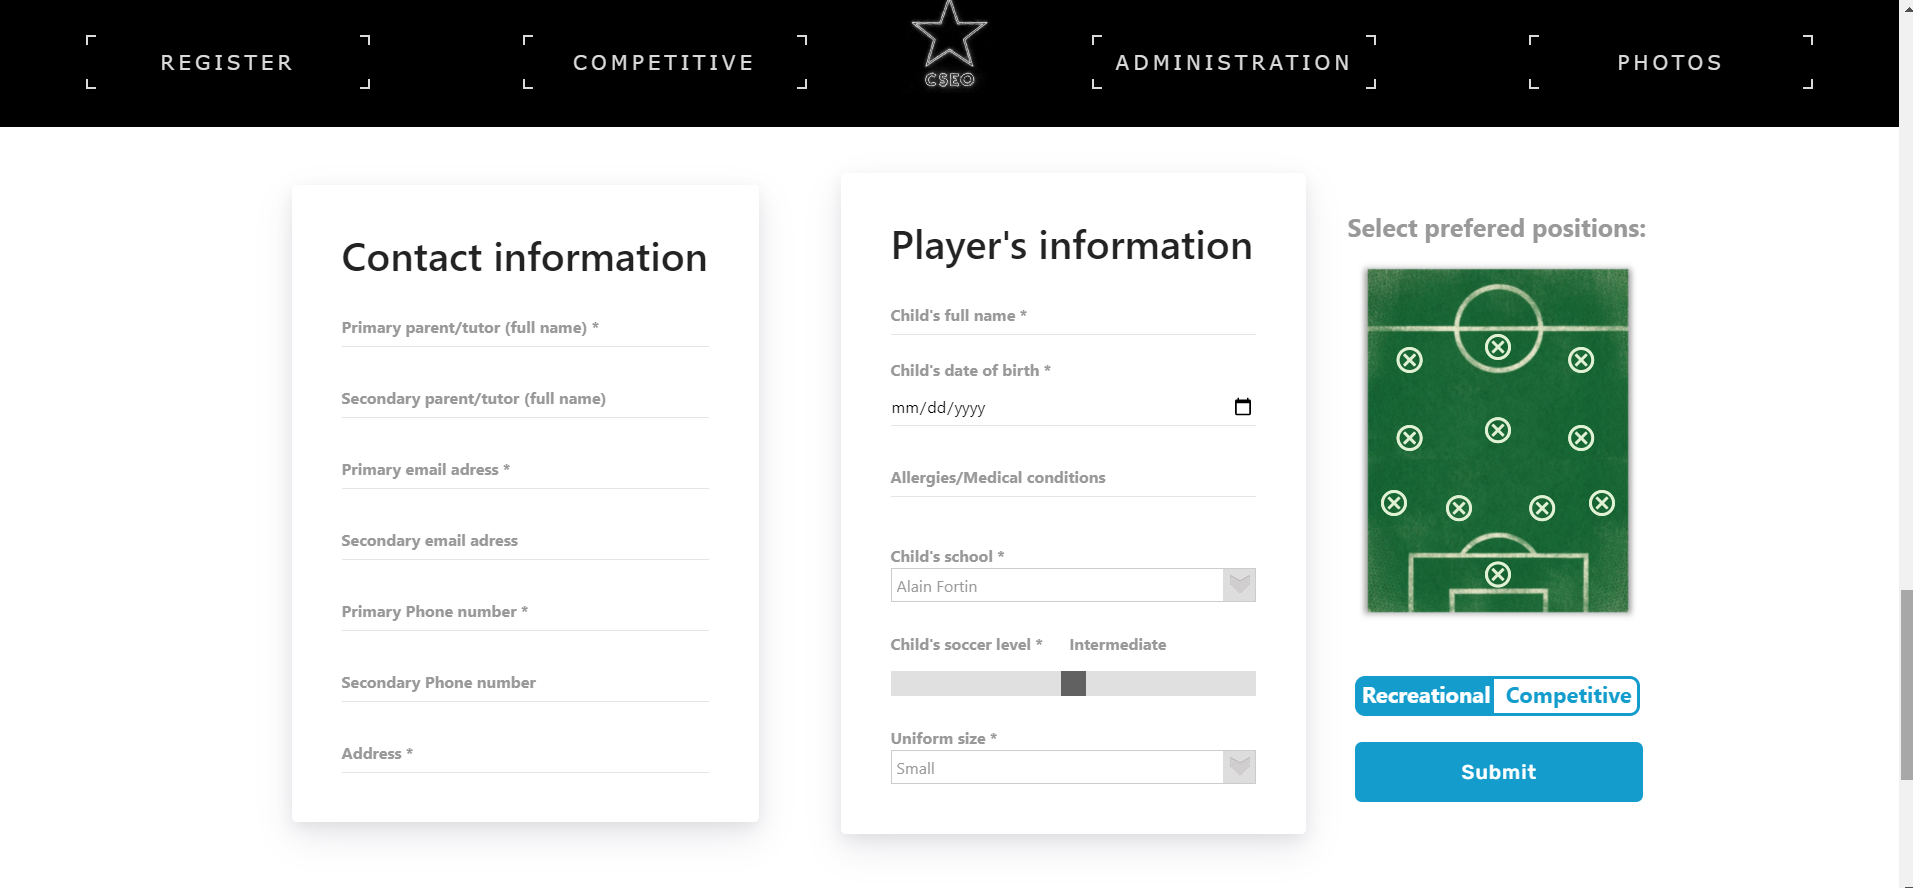 REGISTER
COMPETITIVE
CSEO
ADMINISTRATION
PHOTOS
Contact information
Primary parent/tutor (full name) *
Secondary parent/tutor (full name)
Primary email adress *
Secondary email adress
Primary Phone number *
Secondary Phone number
Address *
Player's information
Child's full name *
Child's date of birth *
mm/dd/yyyy
Allergies/Medical conditions
Child's school *
Alain Fortin
Child's soccer level * Intermediate
Uniform size *
Small
Select prefered positions:
Recreational Competitive
Submit